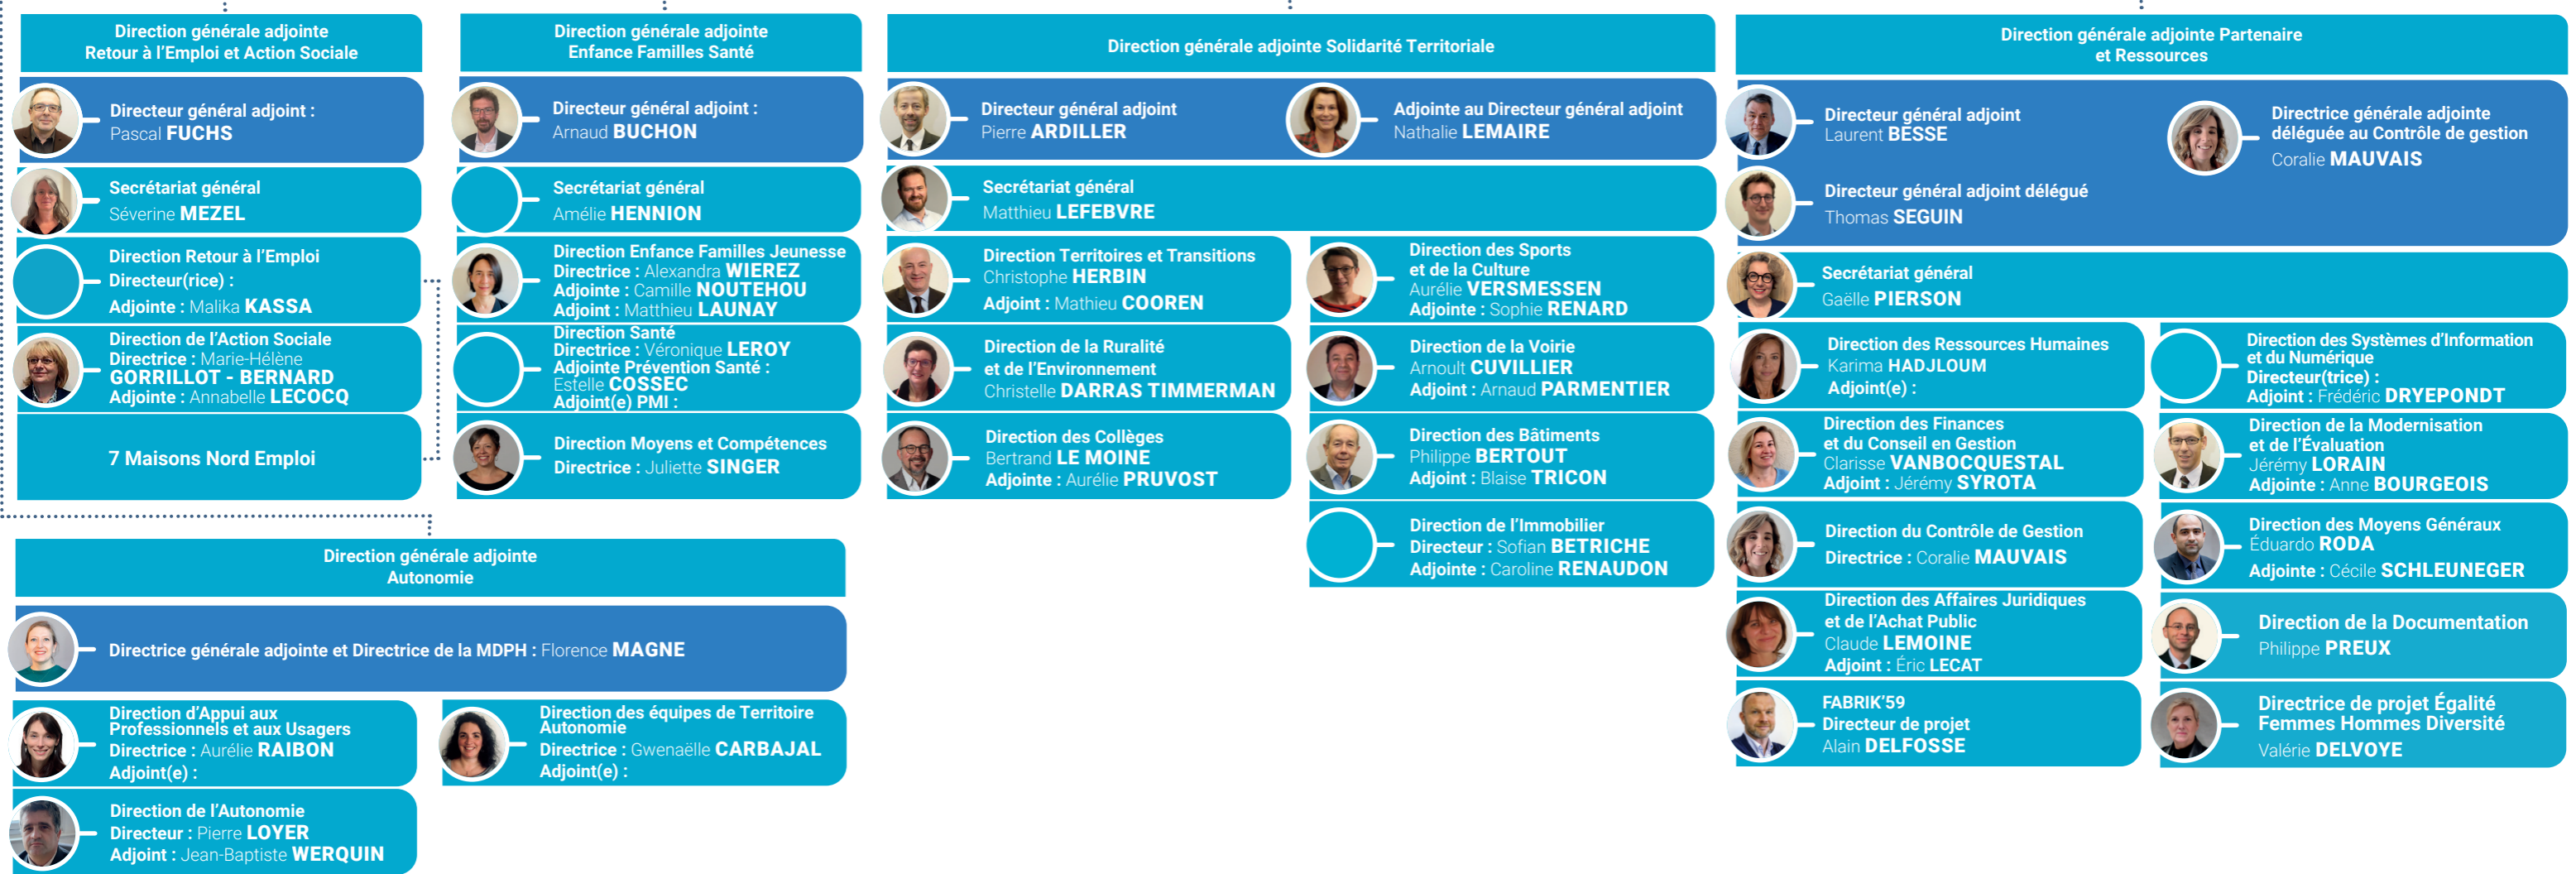 Direction générale adjointe
Retour à l'Emploi et Action Sociale
Directeur général adjoint :
Pascal FUCHS
Secrétariat général
Séverine MEZEL
Direction Retour à l'Emploi
Directeur(rice) :
Adjointe : Malika KASSA
Direction de l'Action Sociale
Directrice : Marie-Hélène
GORRILLOT - BERNARD
Adjointe : Annabelle LECOCQ
7 Maisons Nord Emploi
Direction générale adjointe
Enfance Familles Santé
Directeur général adjoint :
Arnaud BUCHON
Secrétariat général
Amélie HENNION
Direction Enfance Familles Jeunesse
Directrice : Alexandra WIEREZ
Adjointe : Camille NOUTEHOU
Adjoint : Matthieu LAUNAY
Direction Santé
Directrice : Véronique LEROY
Adjointe Prévention Santé :
Estelle COSSEC
Adjoint(e) PMI :
Direction Moyens et Compétences
Directrice : Juliette SINGER
Direction générale adjointe Solidarité Territoriale
Directeur général adjoint
Pierre ARDILLER
Adjointe au Directeur général adjoint
Nathalie LEMAIRE
Secrétariat général
Matthieu LEFEBVRE
Direction Territoires et Transitions
Christophe HERBIN
Adjoint : Mathieu COOREN
Direction de la Ruralité
et de l'Environnement
Christelle DARRAS TIMMERMAN
Direction des Collèges
Bertrand LE MOINE
Adjointe : Aurélie PRUVOST
Direction des Sports
et de la Culture
Aurélie VERSMESSEN
Adjointe : Sophie RENARD
Direction de la Voirie
Arnoult CUVILLIER
Adjoint : Arnaud PARMENTIER
Direction des Bâtiments
Philippe BERTOUT
Adjoint : Blaise TRICON
Direction de l'Immobilier
Directeur : Sofian BETRICHE
Adjointe : Caroline RENAUDON
Direction générale adjointe Partenaire
et Ressources
Directeur général adjoint
Laurent BESSE
Directrice générale adjointe
déléguée au Contrôle de gestion
Coralie MAUVAIS
Directeur général adjoint délégué
Thomas SEGUIN
Secrétariat général
Gaëlle PIERSON
Direction des Ressources Humaines
Karima HADJLOUM
Adjoint(e) :
Direction des Finances
et du Conseil en Gestion
Clarisse VANBOCQUESTAL
Adjoint : Jérémy SYROTA
Direction du Contrôle de Gestion
Directrice : Coralie MAUVAIS
Direction des Affaires Juridiques
et de l'Achat Public
Claude LEMOINE
Adjoint : Éric LECAT
FABRIK'59
Directeur de projet
Alain DELFOSSE
Direction des Systèmes d'Information
et du Numérique
Directeur(trice) :
Adjoint : Frédéric DRYEPONDT
Direction de la Modernisation
et de l'Évaluation
Jérémy LORAIN
Adjointe : Anne BOURGEOIS
Direction des Moyens Généraux
Éduardo RODA
Adjointe : Cécile SCHLEUNEGER
Direction de la Documentation
Philippe PREUX
Directrice de projet Égalité
Femmes Hommes Diversité
Valérie DELVOYE
Direction générale adjointe
Autonomie
Directrice générale adjointe et Directrice de la MDPH : Florence MAGNE
Direction d'Appui aux
Professionnels et aux Usagers
Directrice : Aurélie RAIBON
Adjoint(e) :
Direction des équipes de Territoire
Autonomie
Directrice : Gwenaëlle CARBAJAL
Adjoint(e) :
Direction de l'Autonomie
Directeur : Pierre LOYER
Adjoint : Jean-Baptiste WERQUIN